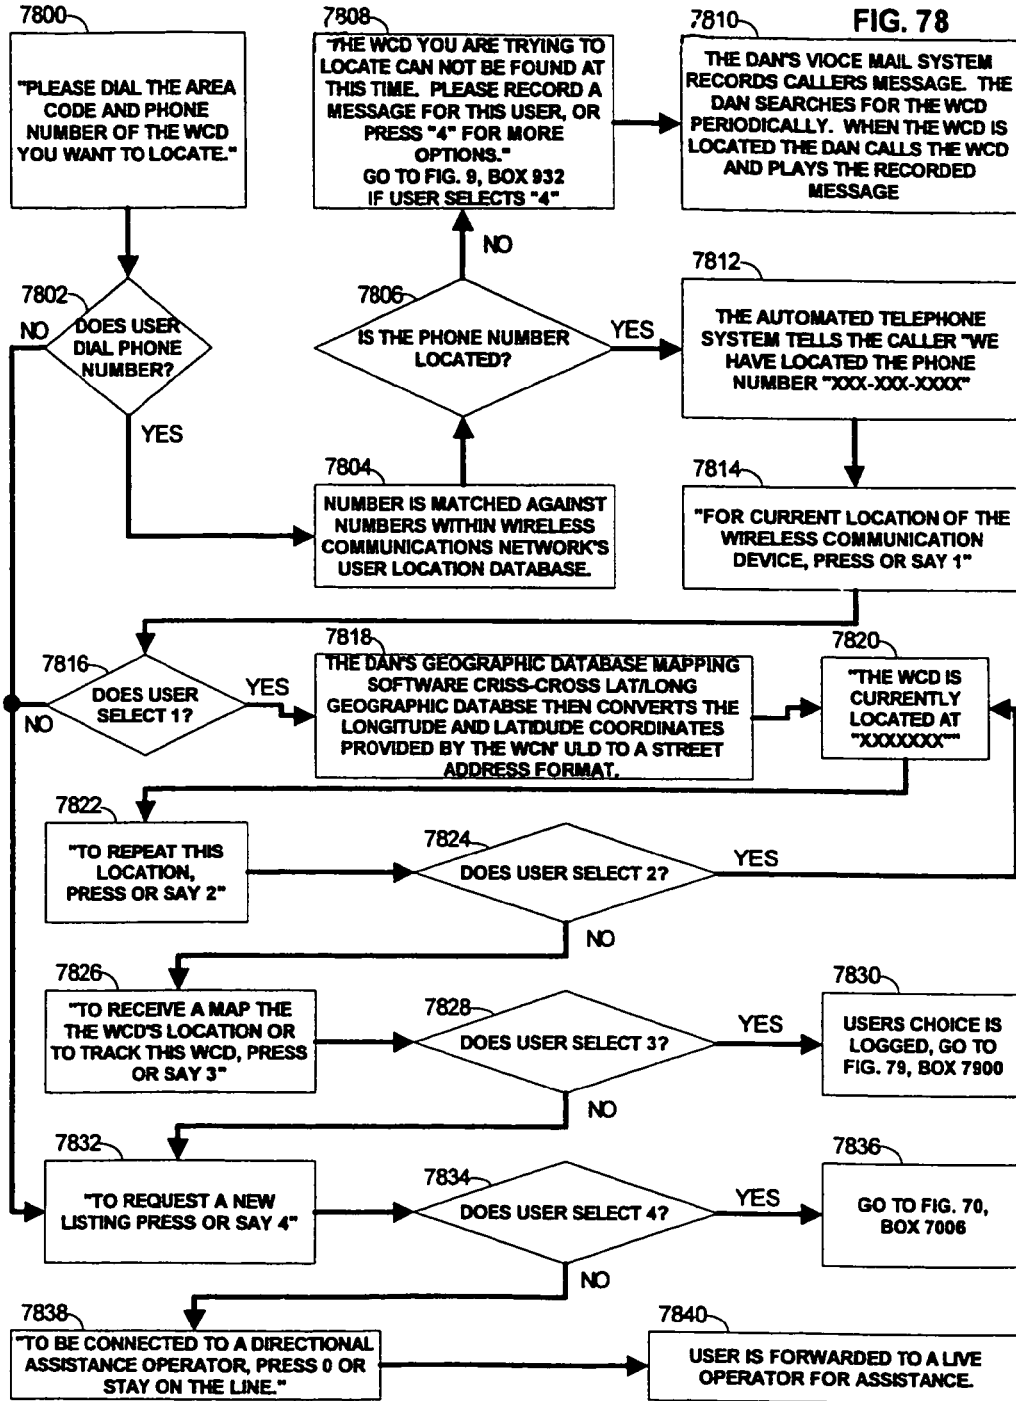 FIG. 78
7800
"PLEASE DIAL THE AREA
CODE AND PHONE
NUMBER OF THE WCD
YOU WANT TO LOCATE."
7808
"THE WCD YOU ARE TRYING TO
LOCATE CAN NOT BE FOUND AT
THIS TIME. PLEASE RECORD A
MESSAGE FOR THIS USER, OR
PRESS "4" FOR MORE
OPTIONS."
GO TO FIG. 9, BOX 932
IF USER SELECTS "4"
7810
THE DAN'S VIOCE MAIL SYSTEM
RECORDS CALLERS MESSAGE. THE
DAN SEARCHES FOR THE WCD
PERIODICALLY. WHEN THE WCD IS
LOCATED THE DAN CALLS THE WCD
AND PLAYS THE RECORDED
MESSAGE
7802
DOES USER
DIAL PHONE
NUMBER?
NO
YES
7806
IS THE PHONE NUMBER
LOCATED?
NO
YES
7812
THE AUTOMATED TELEPHONE
SYSTEM TELLS THE CALLER "WE
HAVE LOCATED THE PHONE
NUMBER "XXX-XXX-XXXX"
7804
NUMBER IS MATCHED AGAINST
NUMBERS WITHIN WIRELESS
COMMUNICATIONS NETWORK'S
USER LOCATION DATABASE.
7814
"FOR CURRENT LOCATION OF THE
WIRELESS COMMUNICATION
DEVICE, PRESS OR SAY 1"
7816
DOES USER
SELECT 1?
YES
NO
7818
THE DAN'S GEOGRAPHIC DATABASE MAPPING
SOFTWARE CRISS-CROSS LAT/LONG
GEOGRAPHIC DATABSE THEN CONVERTS THE
LONGITUDE AND LATIDUDE COORDINATES
PROVIDED BY THE WCN' ULD TO A STREET
ADDRESS FORMAT.
7820
"THE WCD IS
CURRENTLY
LOCATED AT
"XXXXXXX""
7822
"TO REPEAT THIS
LOCATION,
PRESS OR SAY 2"
7824
DOES USER SELECT 2?
YES
NO
7826
"TO RECEIVE A MAP THE
THE WCD'S LOCATION OR
TO TRACK THIS WCD, PRESS
OR SAY 3"
7828
DOES USER SELECT 3?
YES
NO
7830
USERS CHOICE IS
LOGGED, GO TO
FIG. 79, BOX 7900
7832
"TO REQUEST A NEW
LISTING PRESS OR SAY 4"
7834
DOES USER SELECT 4?
YES
NO
7836
GO TO FIG. 70,
BOX 7006
7838
"TO BE CONNECTED TO A DIRECTIONAL
ASSISTANCE OPERATOR, PRESS 0 OR
STAY ON THE LINE."
7840
USER IS FORWARDED TO A LIVE
OPERATOR FOR ASSISTANCE.